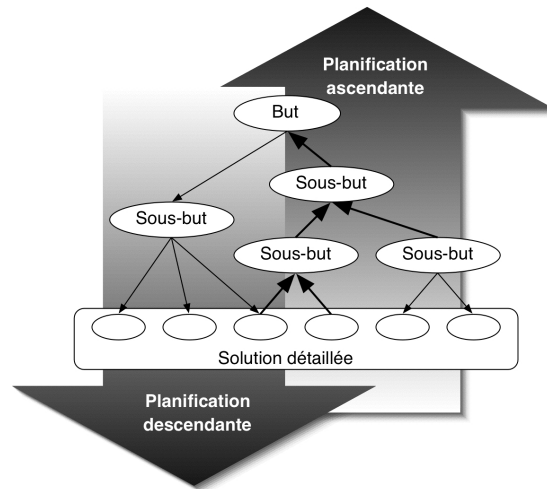 Planification
ascendante
But
Sous-but
Sous-but
Sous-but
Sous-but
Solution détaillée
Planification
descendante